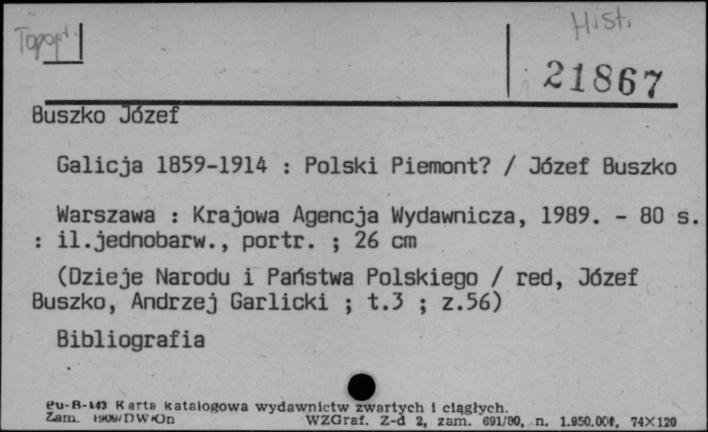 Topogr.
Hist.
21867
Buszko Józef
Galicja 1859-1914 : Polski Piemont? / Józef Buszko
Warszawa : Krajowa Agencja Wydawnicza, 1989. - 80 s.
: il.jednobarw., portr. ; 26 cm
(Dzieje Narodu i Państwa Polskiego / red, Józef
Buszko, Andrzej Garlicki ; t.3 ; z.56)
Bibliografia
Pu-B-143 Karta katalogowa wydawnictw zwartych i ciągłych.
Zam. WZGraf. Z-d 2, zam. 691/80, n. 1.950.000, 74X120